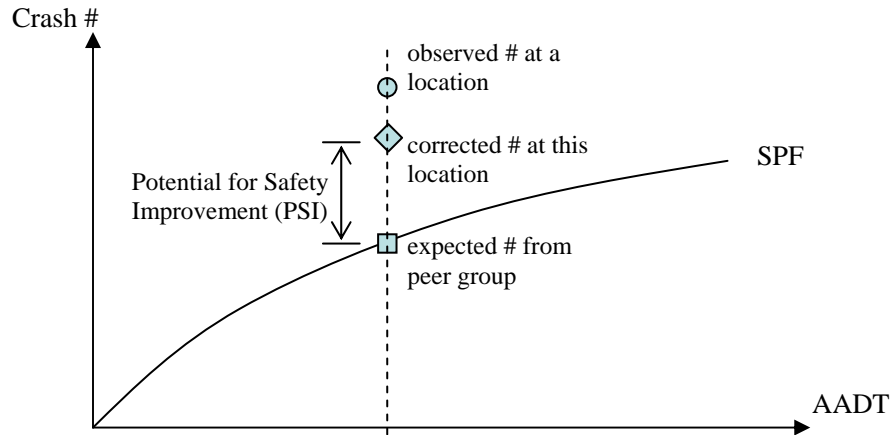 Crash #
observed # at a
location
corrected # at this
location
SPF
Potential for Safety
Improvement (PSI)
expected # from
peer group
AADT